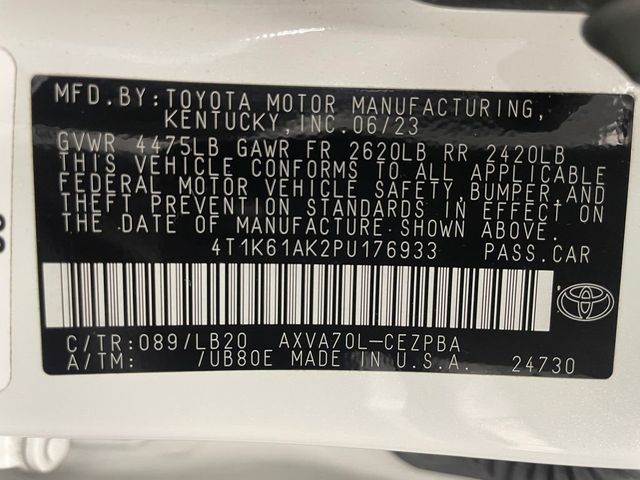 MFD.BY:TOYOTA MOTOR MANUFACTURING,
KENTUCKY,INC.06/23
GVWR 4475LB GAWR FR 2620LB RR 2420LB
THIS VEHICLE CONFORMS TO ALL APPLICABLE
FEDERAL MOTOR VEHICLE SAFETY,BUMPER,AND
THEFT PREVENTION STANDARDS IN EFFECT ON
THE DATE OF MANUFACTURE SHOWN ABOVE.
4T1K61AK2PU176933 PASS.CAR
C/TR:089/LB20 AXVA70L-CEZPBA
A/TM: /UB80E MADE IN U.S.A. 24730